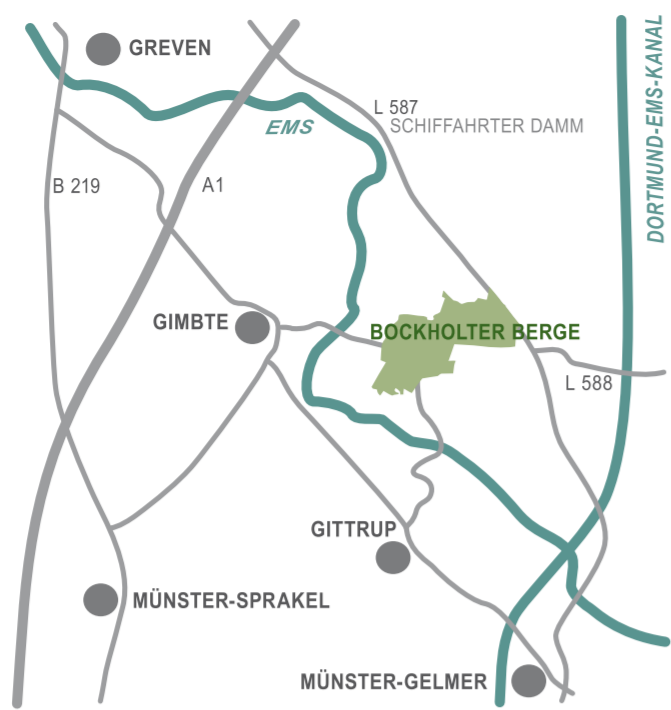 GREVEN
L 587
SCHIFFAHRTER DAMM
EMS
DORTMUND-EMS-KANAL
B 219
A1
GIMBTE
BOCKHOLTER BERGE
L 588
GITTRUP
MÜNSTER-SPRAKEL
MÜNSTER-GELMER